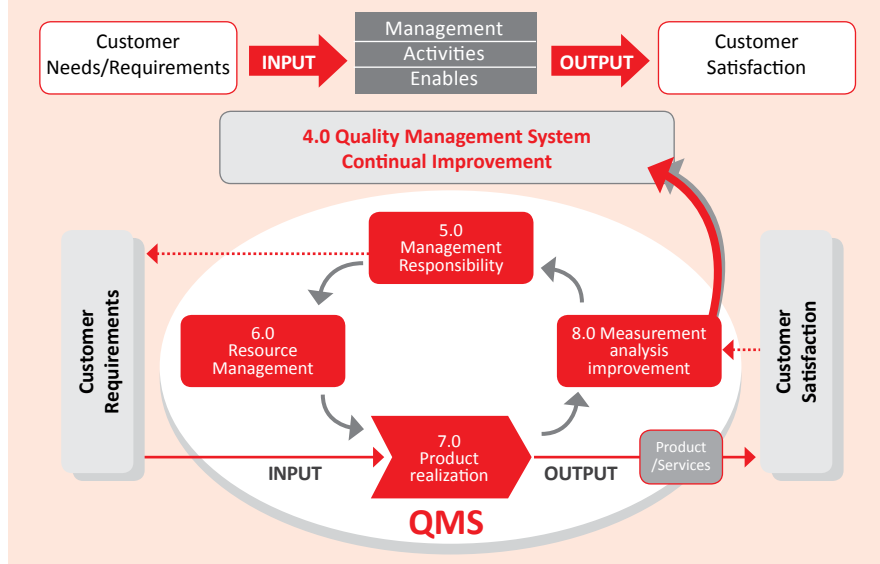 Customer
Needs/Requirements
INPUT
Management
Activities
Enables
OUTPUT
Customer
Satisfaction
4.0 Quality Management System
Continual Improvement
5.0
Management
Responsibility
Customer
Requirements
6.0
Resource
Management
8.0 Measurement
analysis
improvement
Customer
Satisfaction
7.0
Product
realization
INPUT
OUTPUT
Product
/Services
QMS